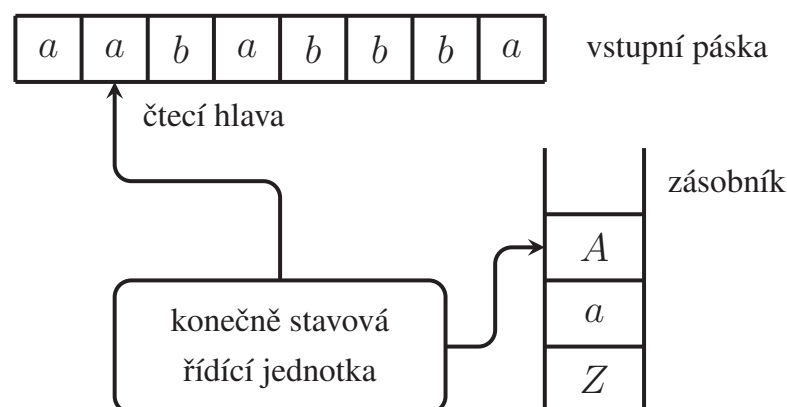 a a b a b b b a vstupní páska
čtecí hlava
zásobník
A
konečně stavová
a
řídící jednotka
Z